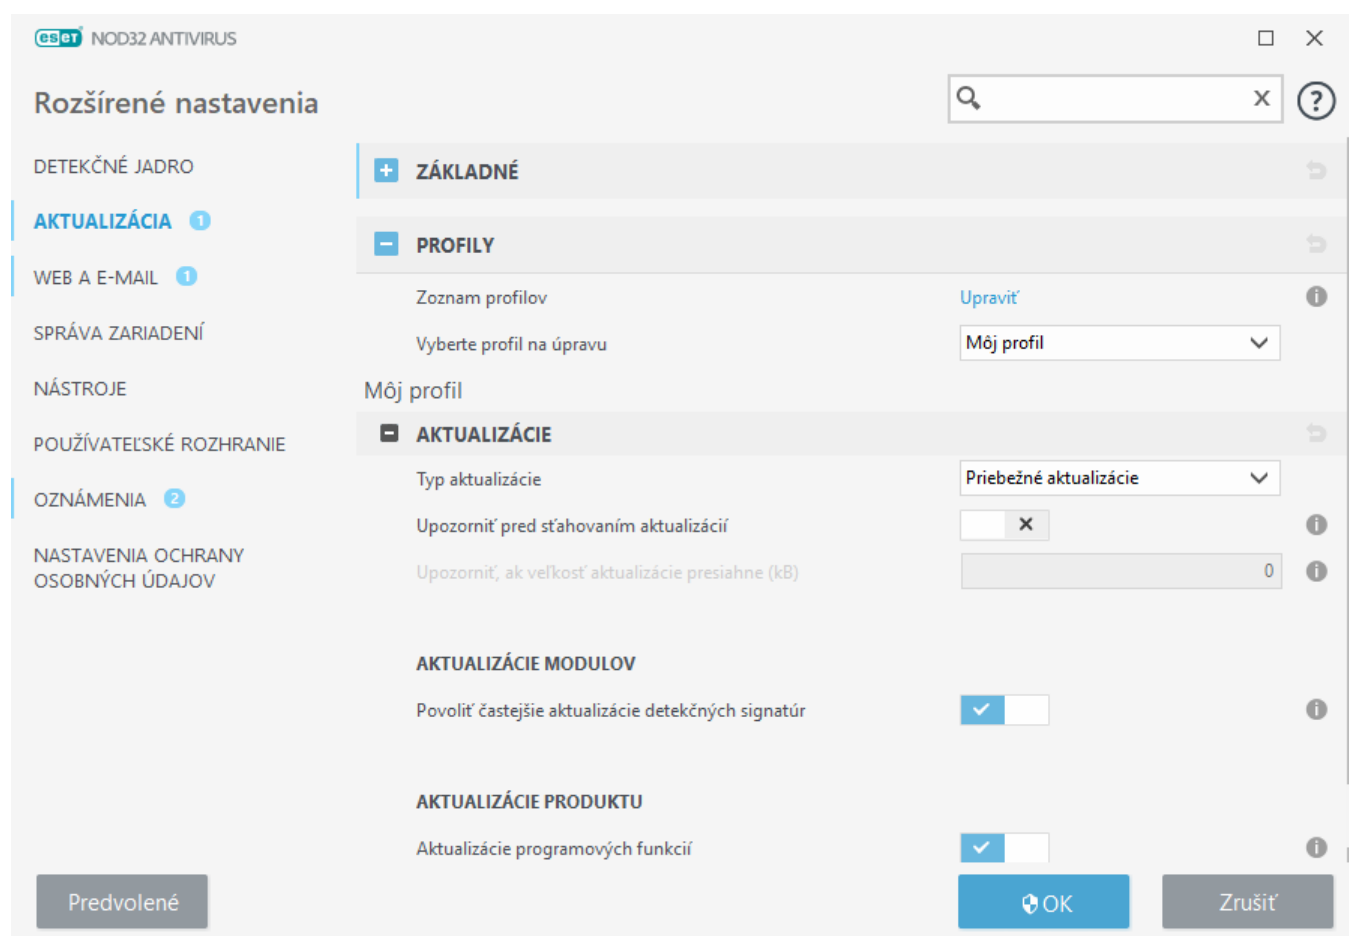 eset NOD32 ANTIVIRUS
Rozšírené nastavenia
DETEKČNÉ JADRO
AKTUALIZÁCIA 1
WEB A E-MAIL 1
SPRÁVA ZARIADENÍ
NÁSTROJE
POUŽÍVATEĽSKÉ ROZHRANIE
OZNÁMENIA 2
NASTAVENIA OCHRANY
OSOBNÝCH ÚDAJOV
ZÁKLADNÉ
PROFILY
Zoznam profilov Upraviť
Vyberte profil na úpravu Môj profil
Môj profil
AKTUALIZÁCIE
Typ aktualizácie Priebežné aktualizácie
Upozorniť pred sťahovaním aktualizácií
Upozorniť, ak veľkosť aktualizácie presiahne (kB) 0
AKTUALIZÁCIE MODULOV
Povoliť častejšie aktualizácie detekčných signatúr
AKTUALIZÁCIE PRODUKTU
Aktualizácie programových funkcií
Predvolené OK Zrušiť